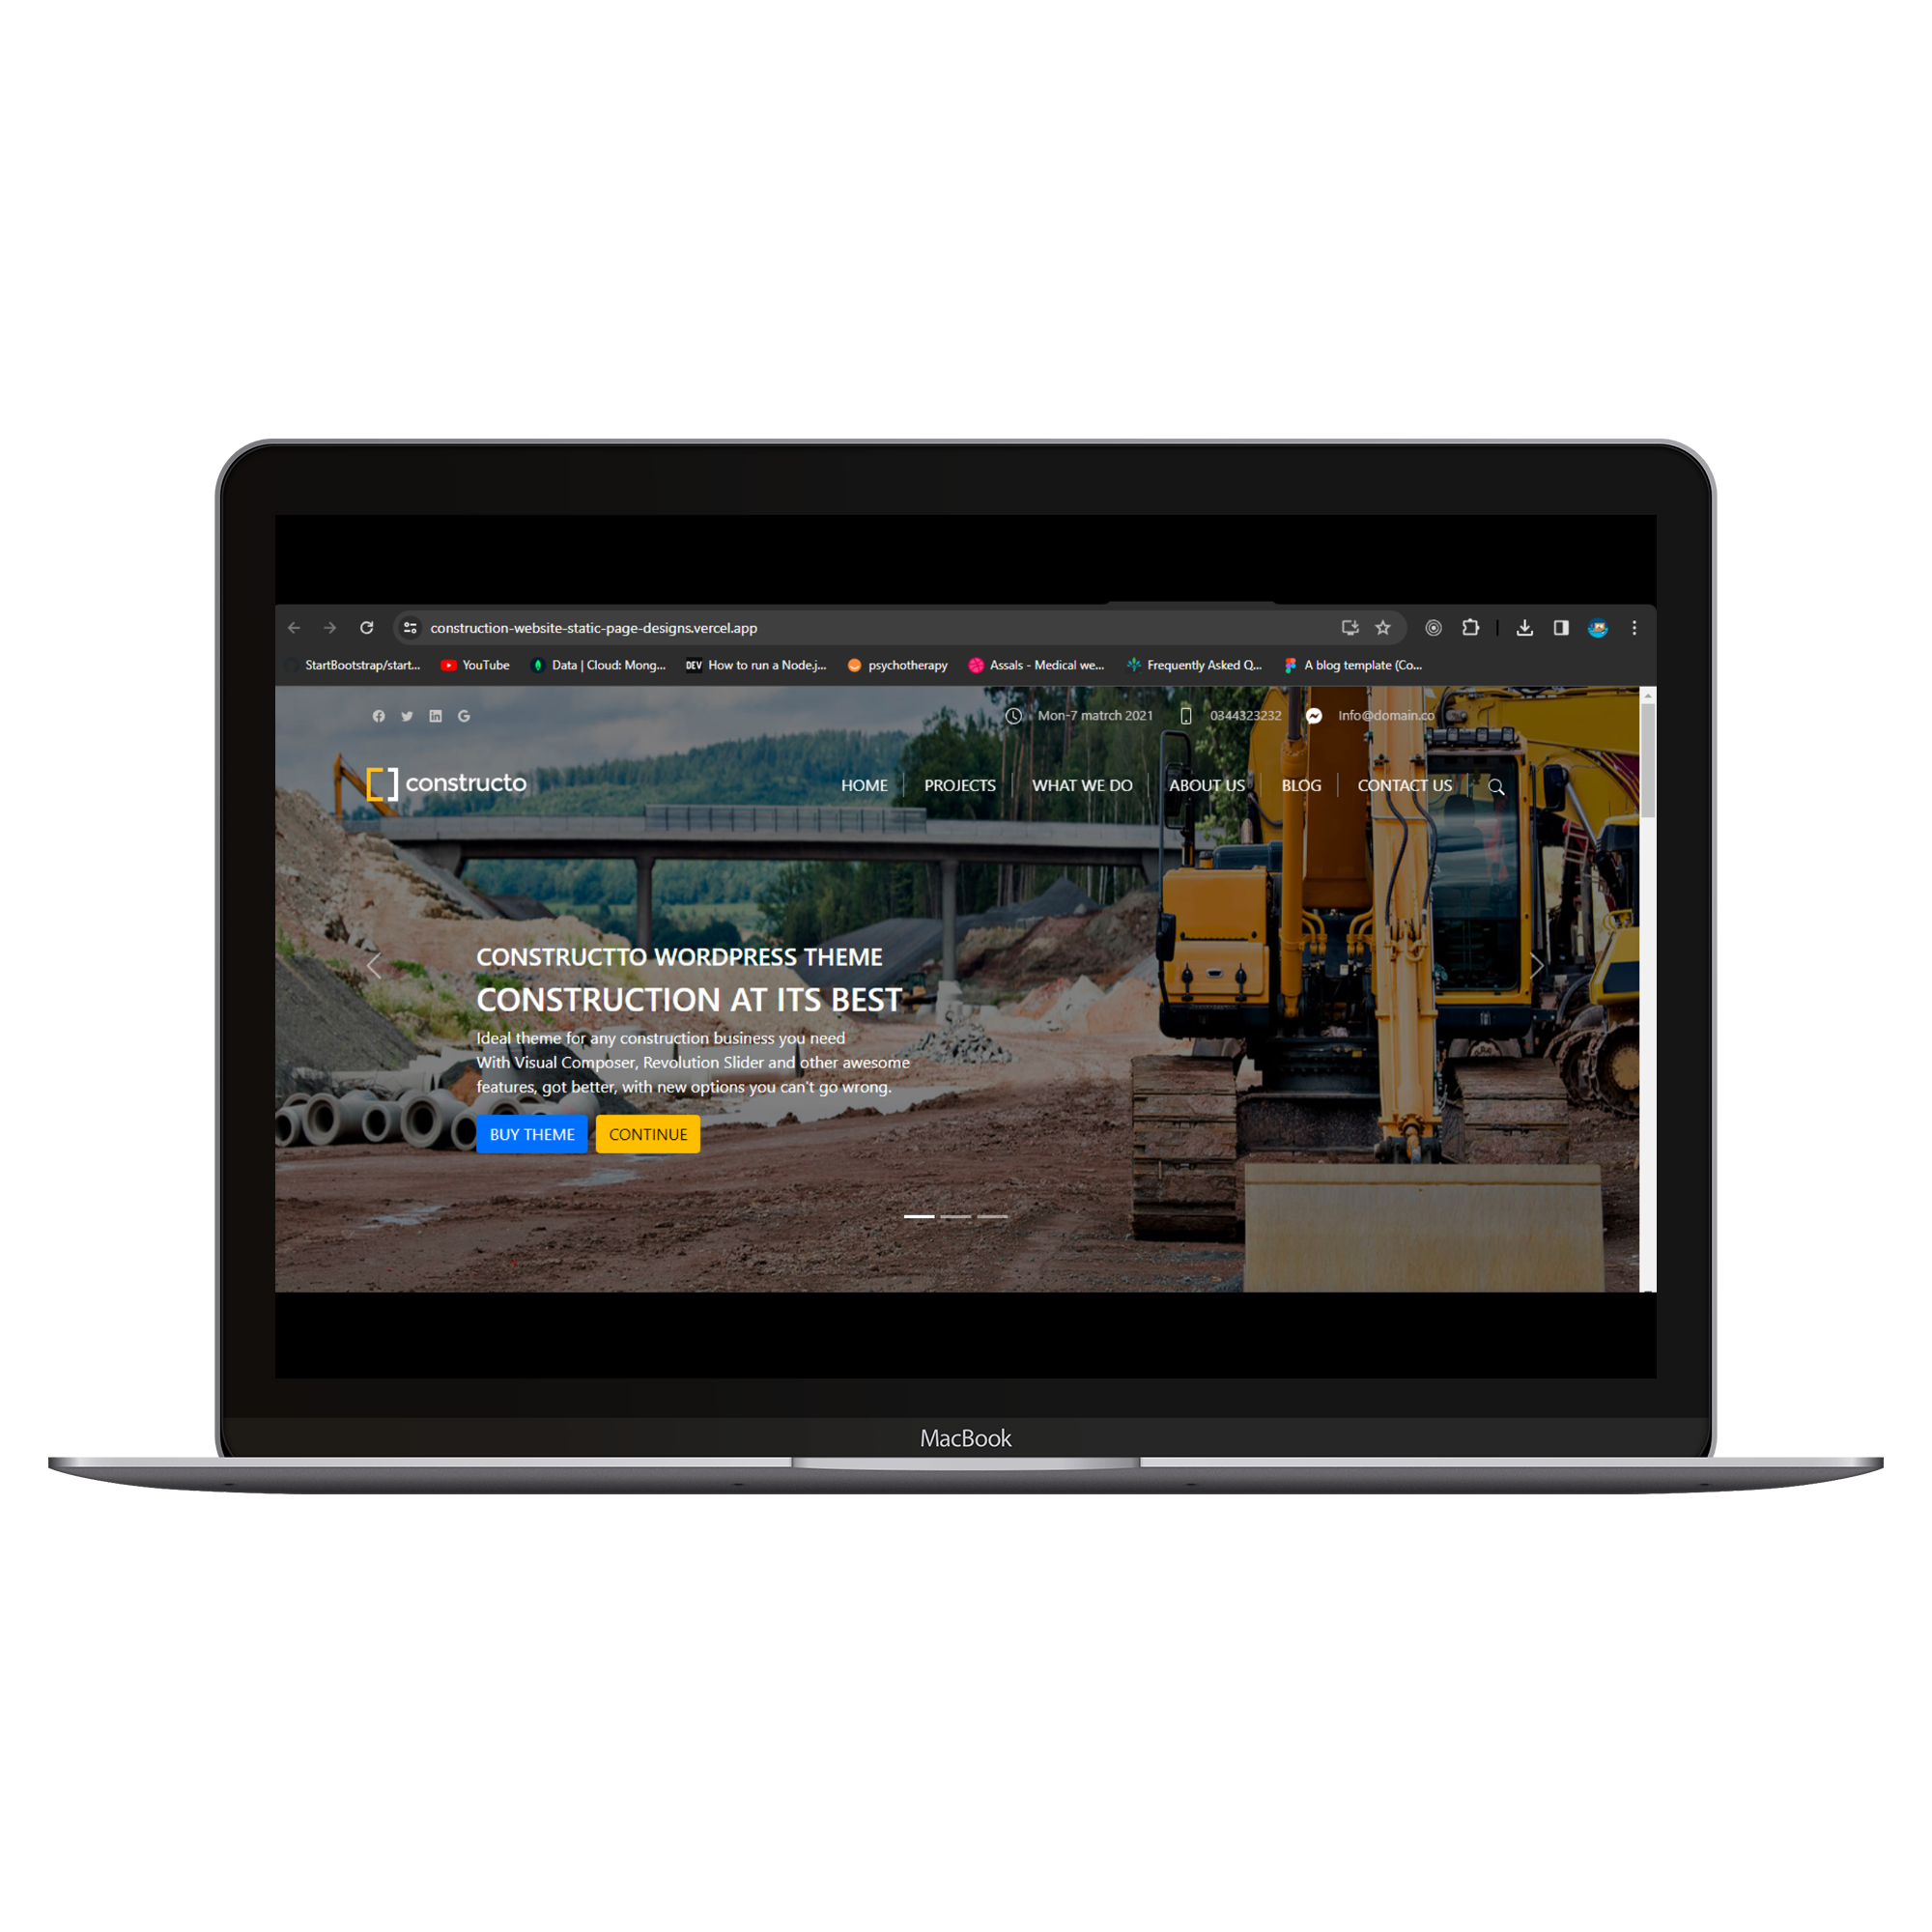 construction-website-static-page-designs.vercel.app
StartBootstrap/start... YouTube Data | Cloud: Mong... DEV How to run a Node.j... psychotherapy Assals - Medical we... Frequently Asked Q... A blog template (Co...
Mon-7 matrch 2021 0344323232 Info@domain.co
[ ] constructo HOME PROJECTS WHAT WE DO ABOUT US BLOG CONTACT US
CONSTRUCTTO WORDPRESS THEME
CONSTRUCTION AT ITS BEST
Ideal theme for any construction business you need
With Visual Composer, Revolution Slider and other awesome
features, got better, with new options you can't go wrong.
BUY THEME CONTINUE
MacBook